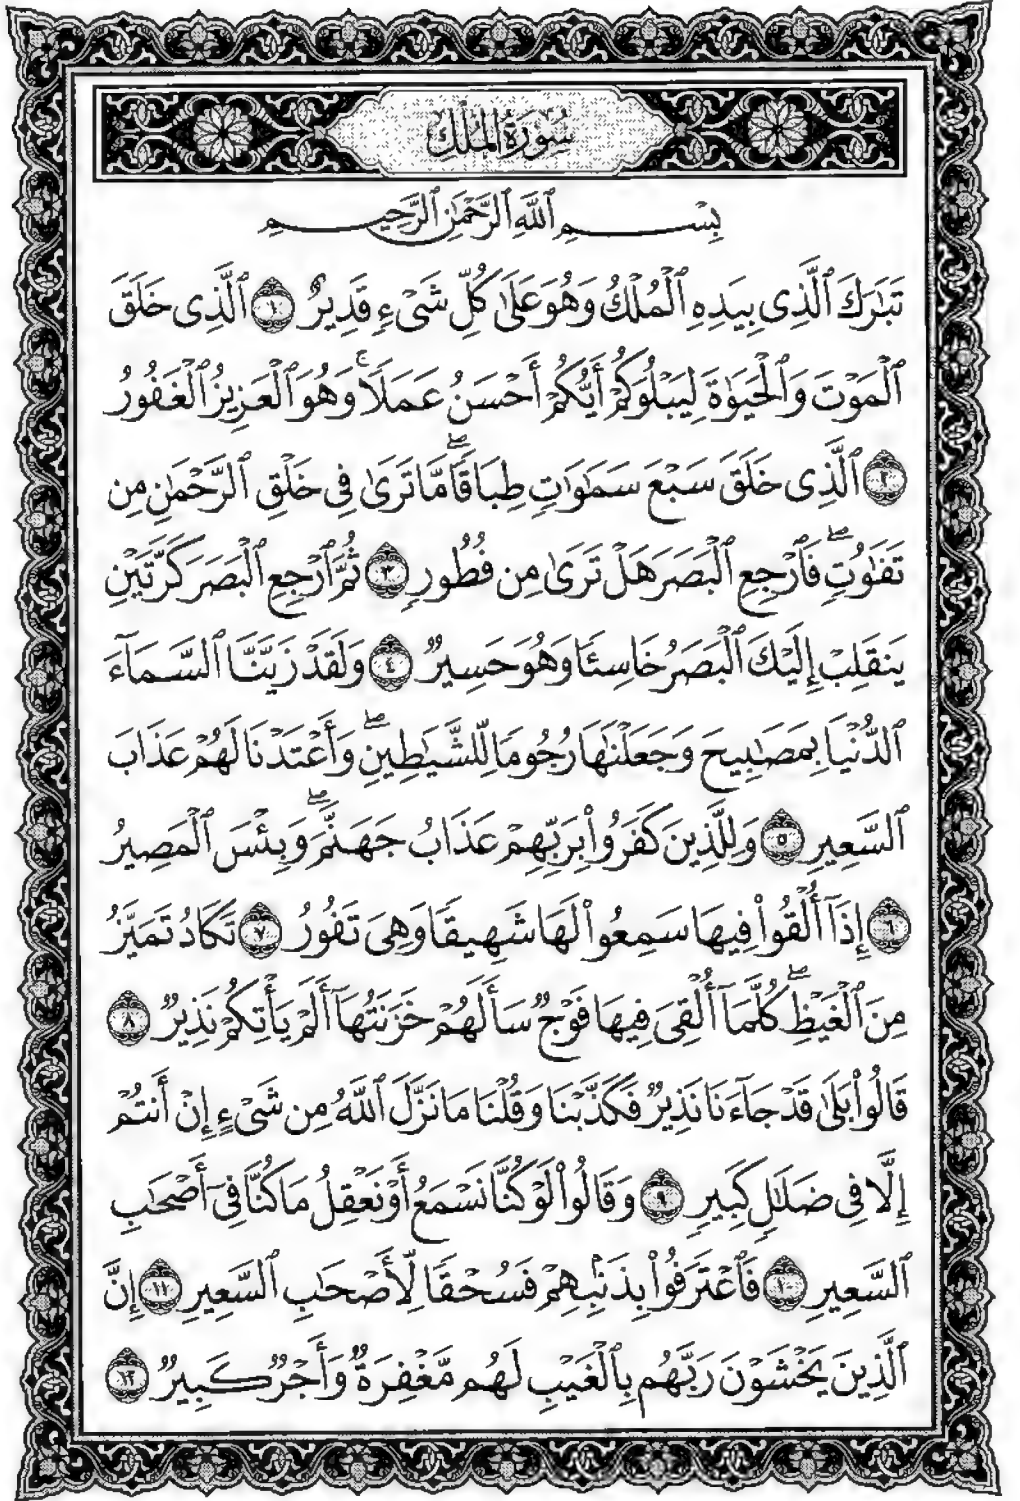 سُورَةُ الْمُلْكِ
بِسْمِ ٱللَّهِ ٱلرَّحْمَٰنِ ٱلرَّحِيمِ
تَبَٰرَكَ ٱلَّذِى بِيَدِهِ ٱلْمُلْكُ وَهُوَ عَلَىٰ كُلِّ شَىْءٍ قَدِيرٌ ١ ٱلَّذِى خَلَقَ
ٱلْمَوْتَ وَٱلْحَيَوٰةَ لِيَبْلُوَكُمْ أَيُّكُمْ أَحْسَنُ عَمَلًا ۚ وَهُوَ ٱلْعَزِيزُ ٱلْغَفُورُ
٢ ٱلَّذِى خَلَقَ سَبْعَ سَمَٰوَٰتٍ طِبَاقًا ۖ مَّا تَرَىٰ فِى خَلْقِ ٱلرَّحْمَٰنِ مِن
تَفَٰوُتٍ ۖ فَٱرْجِعِ ٱلْبَصَرَ هَلْ تَرَىٰ مِن فُطُورٍ ٣ ثُمَّ ٱرْجِعِ ٱلْبَصَرَ كَرَّتَيْنِ
يَنقَلِبْ إِلَيْكَ ٱلْبَصَرُ خَاسِئًا وَهُوَ حَسِيرٌ ٤ وَلَقَدْ زَيَّنَّا ٱلسَّمَآءَ
ٱلدُّنْيَا بِمَصَٰبِيحَ وَجَعَلْنَٰهَا رُجُومًا لِّلشَّيَٰطِينِ ۖ وَأَعْتَدْنَا لَهُمْ عَذَابَ
ٱلسَّعِيرِ ٥ وَلِلَّذِينَ كَفَرُوا۟ بِرَبِّهِمْ عَذَابُ جَهَنَّمَ ۖ وَبِئْسَ ٱلْمَصِيرُ
٦ إِذَآ أُلْقُوا۟ فِيهَا سَمِعُوا۟ لَهَا شَهِيقًا وَهِىَ تَفُورُ ٧ تَكَادُ تَمَيَّزُ
مِنَ ٱلْغَيْظِ ۖ كُلَّمَآ أُلْقِىَ فِيهَا فَوْجٌ سَأَلَهُمْ خَزَنَتُهَآ أَلَمْ يَأْتِكُمْ نَذِيرٌ ٨
قَالُوا۟ بَلَىٰ قَدْ جَآءَنَا نَذِيرٌ فَكَذَّبْنَا وَقُلْنَا مَا نَزَّلَ ٱللَّهُ مِن شَىْءٍ إِنْ أَنتُمْ
إِلَّا فِى ضَلَٰلٍ كَبِيرٍ ٩ وَقَالُوا۟ لَوْ كُنَّا نَسْمَعُ أَوْ نَعْقِلُ مَا كُنَّا فِىٓ أَصْحَٰبِ
ٱلسَّعِيرِ ١٠ فَٱعْتَرَفُوا۟ بِذَنۢبِهِمْ فَسُحْقًا لِّأَصْحَٰبِ ٱلسَّعِيرِ ١١ إِنَّ
ٱلَّذِينَ يَخْشَوْنَ رَبَّهُم بِٱلْغَيْبِ لَهُم مَّغْفِرَةٌ وَأَجْرٌ كَبِيرٌ ١٢